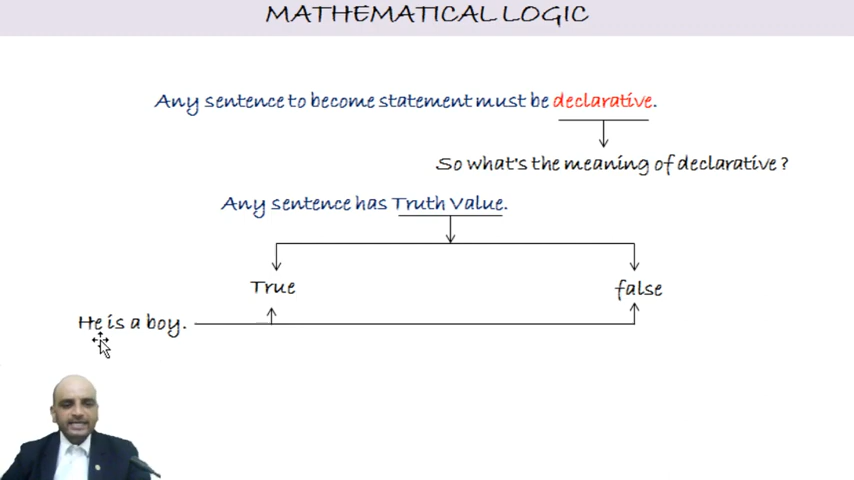 MATHEMATICAL LOGIC
Any sentence to become statement must be declarative.
So what's the meaning of declarative?
Any sentence has Truth Value.
True
false
He is a boy.